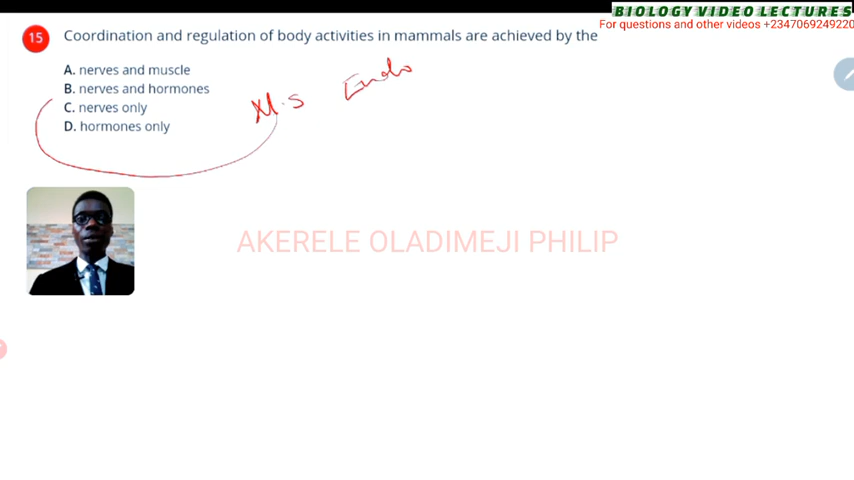 BIOLOGY VIDEO LECTURES
For questions and other videos +2347069249220
15 Coordination and regulation of body activities in mammals are achieved by the
A. nerves and muscle
B. nerves and hormones
C. nerves only
D. hormones only
N.S Endo
AKERELE OLADIMEJI PHILIP